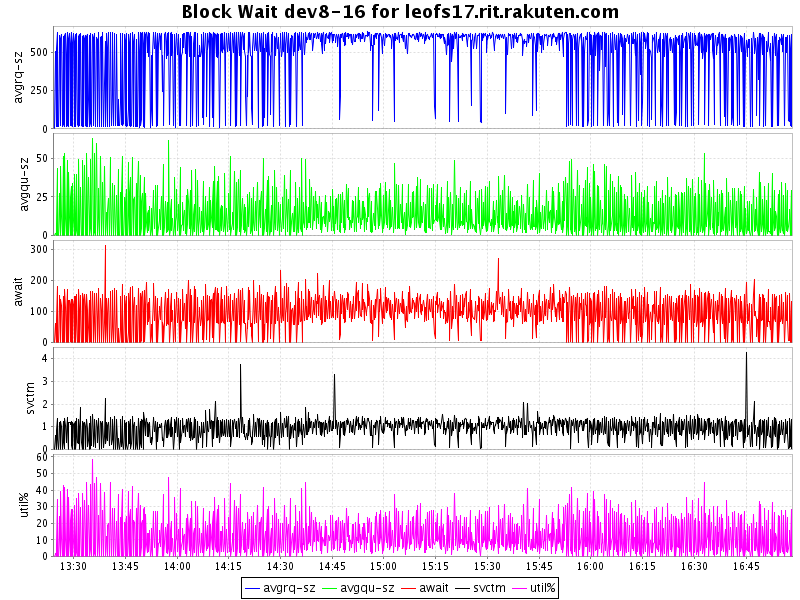 Block Wait dev8-16 for leofs17.rit.rakuten.com
avgrq-sz
500
250
0
avgqu-sz
50
25
0
await
300
200
100
0
svctm
4
3
2
1
0
util%
60
50
40
30
20
10
0
13:30 13:45 14:00 14:15 14:30 14:45 15:00 15:15 15:30 15:45 16:00 16:15 16:30 16:45
avgrq-sz avgqu-sz await svctm util%